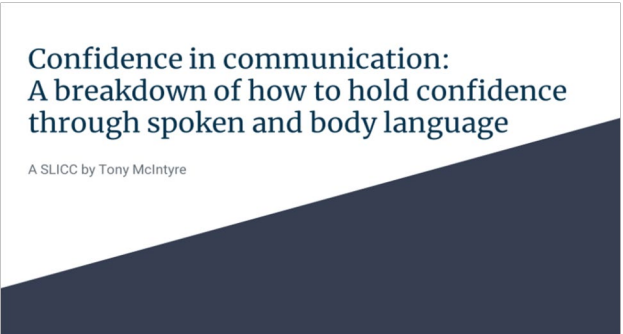 Confidence in communication:
A breakdown of how to hold confidence
through spoken and body language
A SLICC by Tony McIntyre